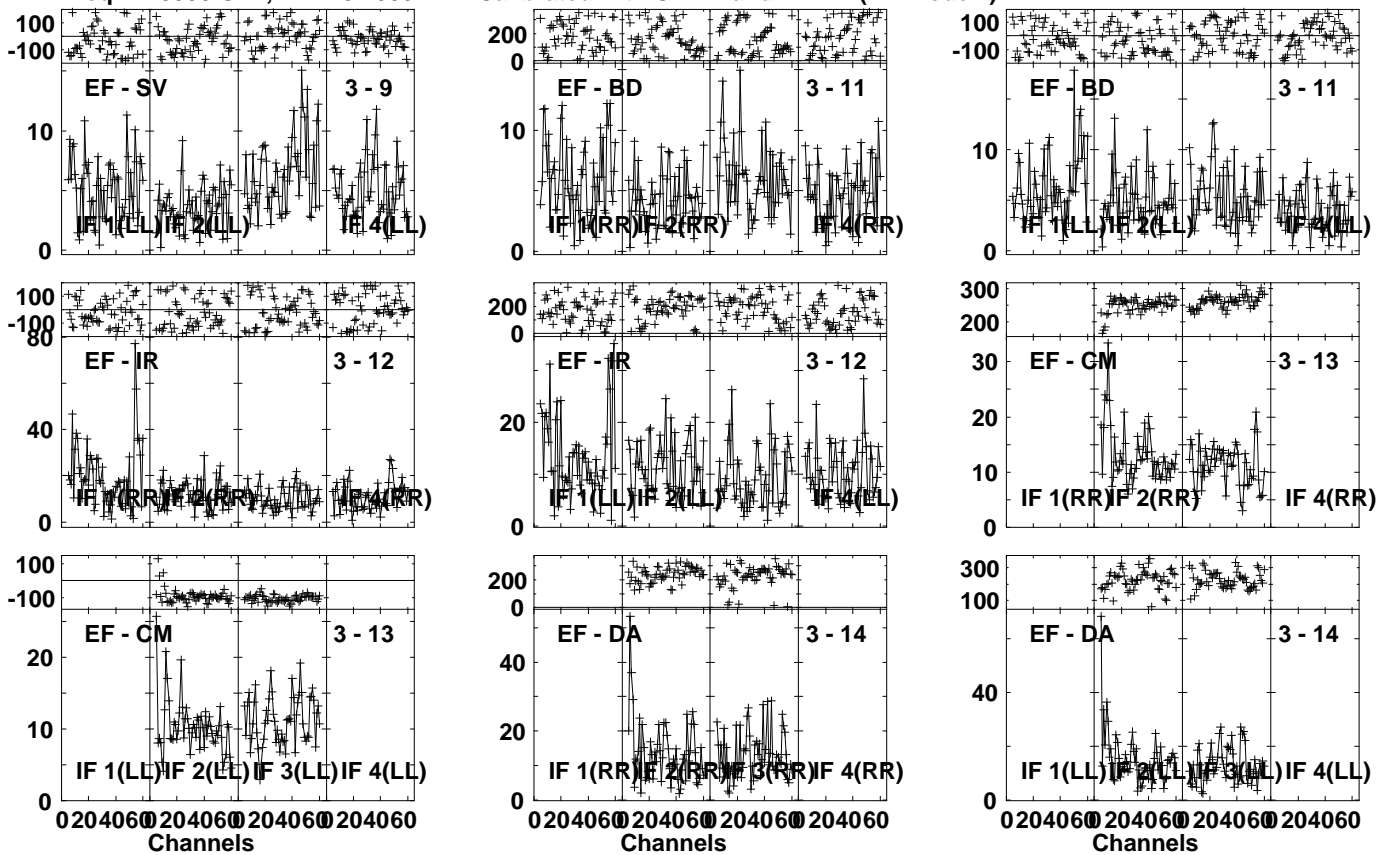 100
-100
200
0
100
-100
EF - SV
3 - 9
EF - BD
3 - 11
EF - BD
3 - 11
10
0
10
0
10
0
IF 1(LL) IF 2(LL) IF 4(LL)
IF 1(RR) IF 2(RR) IF 4(RR)
IF 1(LL) IF 2(LL) IF 4(LL)
100
-100
200
0
300
200
80
40
0
20
0
30
20
10
0
EF - IR
3 - 12
EF - IR
3 - 12
EF - CM
3 - 13
IF 1(RR) IF 2(RR) IF 4(RR)
IF 1(LL) IF 2(LL) IF 4(LL)
IF 1(RR) IF 2(RR) IF 4(RR)
100
-100
200
0
300
100
EF - CM
3 - 13
EF - DA
3 - 14
EF - DA
3 - 14
20
10
0
40
20
0
40
0
IF 1(LL) IF 2(LL) IF 3(LL) IF 4(LL)
IF 1(RR) IF 2(RR) IF 3(RR) IF 4(RR)
IF 1(LL) IF 2(LL) IF 3(LL) IF 4(LL)
0 20 40 60 0 20 40 60 0 20 40 60 0 20 40 60
0 20 40 60 0 20 40 60 0 20 40 60 0 20 40 60
0 20 40 60 0 20 40 60 0 20 40 60 0 20 40 60
Channels
Channels
Channels